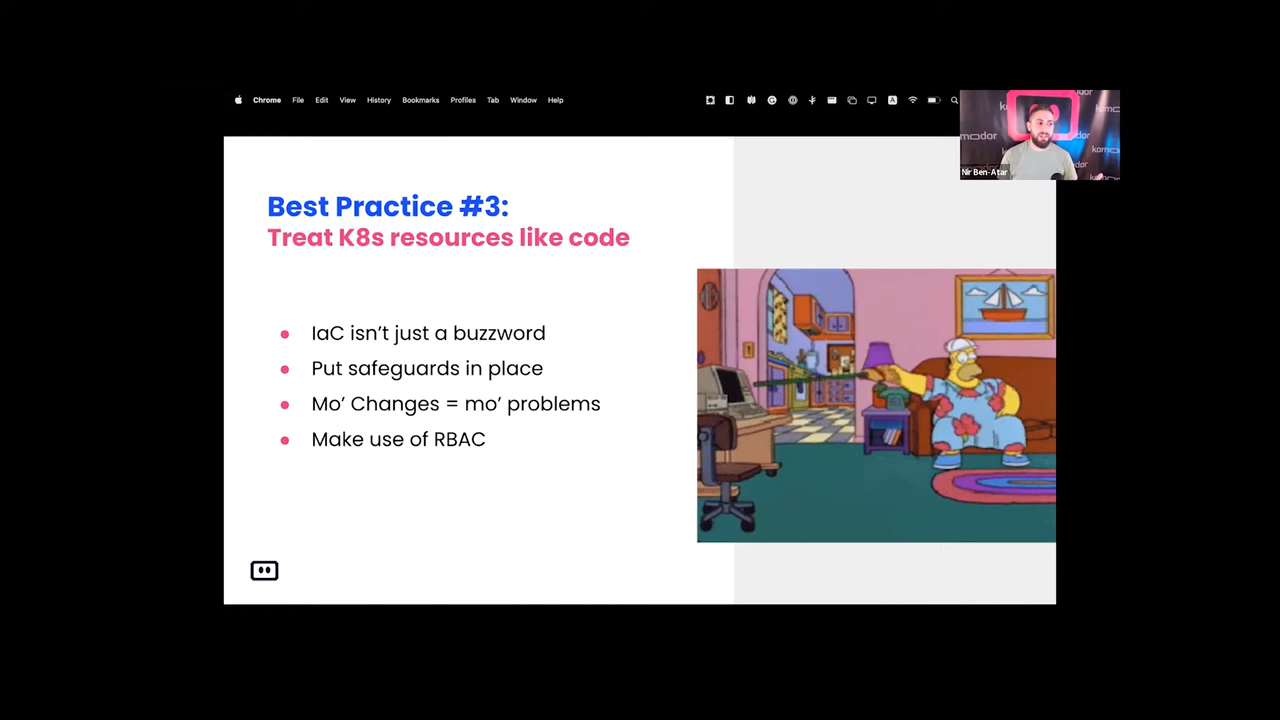 Chrome File Edit View History Bookmarks Profiles Tab Window Help
A
komodor
Nir Ben-Atar
Best Practice #3:
Treat K8s resources like code
IaC isn’t just a buzzword
Put safeguards in place
Mo’ Changes = mo’ problems
Make use of RBAC